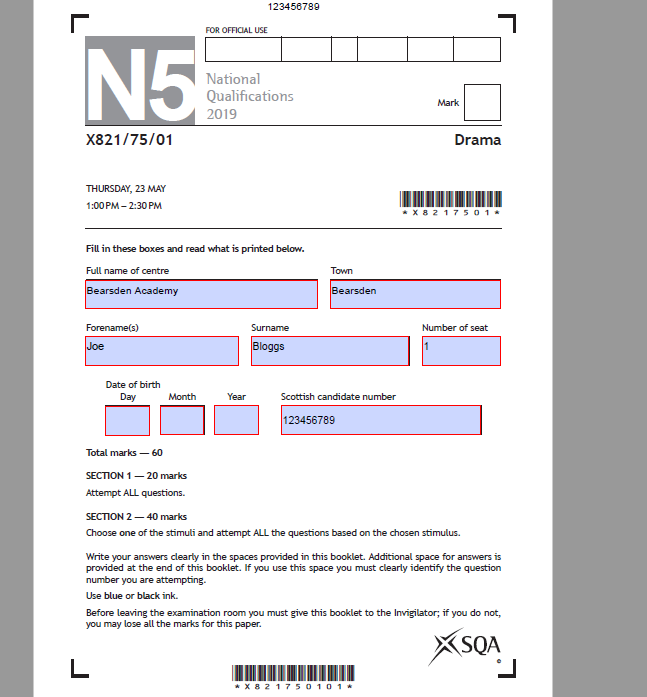 123456789
FOR OFFICIAL USE
N5
National
Qualifications
2019
Mark
X821/75/01
Drama
THURSDAY, 23 MAY
1:00 PM – 2:30 PM
*X8217501*
Fill in these boxes and read what is printed below.
Full name of centre
Town
Bearsden Academy
Bearsden
Forename(s)
Surname
Number of seat
Joe
Bloggs
1
Date of birth
Day
Month
Year
Scottish candidate number
123456789
Total marks — 60
SECTION 1 — 20 marks
Attempt ALL questions.
SECTION 2 — 40 marks
Choose one of the stimuli and attempt ALL the questions based on the chosen stimulus.
Write your answers clearly in the spaces provided in this booklet. Additional space for answers is
provided at the end of this booklet. If you use this space you must clearly identify the question
number you are attempting.
Use blue or black ink.
Before leaving the examination room you must give this booklet to the Invigilator; if you do not,
you may lose all the marks for this paper.
SQA
*X821750101*